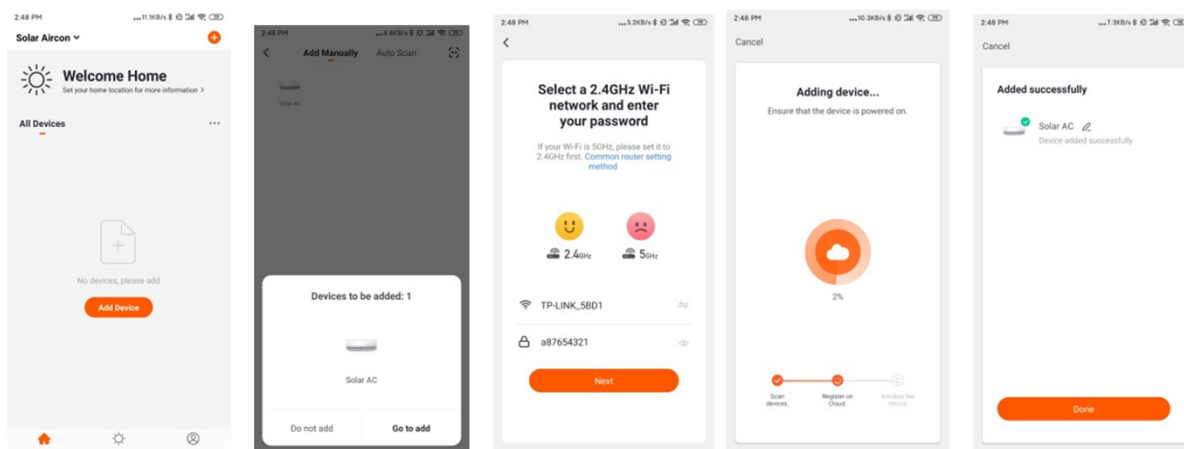 2:48 PM
...11.1KB/s
Solar Aircon
Welcome Home
Set your home location for more information >
All Devices
...
No devices, please add
Add Device
2:48 PM
...6.8KB/s
Add Manually
Auto Scan
Solar AC
Devices to be added: 1
Solar AC
Do not add
Go to add
2:48 PM
...3.2KB/s
Select a 2.4GHz Wi-Fi
network and enter
your password
If your Wi-Fi is 5GHz, please set it to
2.4GHz first. Common router setting
method
2.4GHz
5GHz
TP-LINK_5BD1
a87654321
Next
2:48 PM
...10.3KB/s
Cancel
Adding device...
Ensure that the device is powered on.
2%
Scan
devices.
Register on
Cloud.
Initialize the
device.
2:48 PM
...7.3KB/s
Cancel
Added successfully
Solar AC
Device added successfully
Done